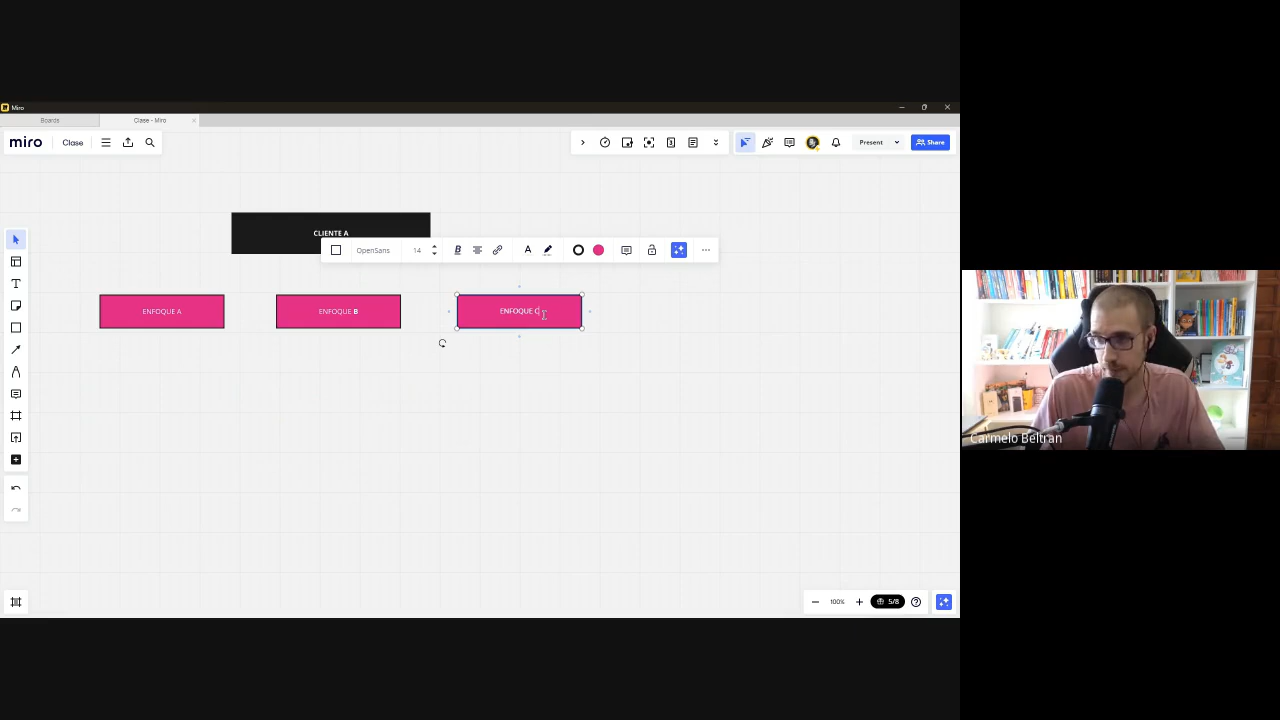 Miro
Boards
Clase - Miro
miro
Clase
Present
Share
CLIENTE A
OpenSans
14
B
A
ENFOQUE A
ENFOQUE B
ENFOQUE C
Carmelo Beltran
100%
5/8